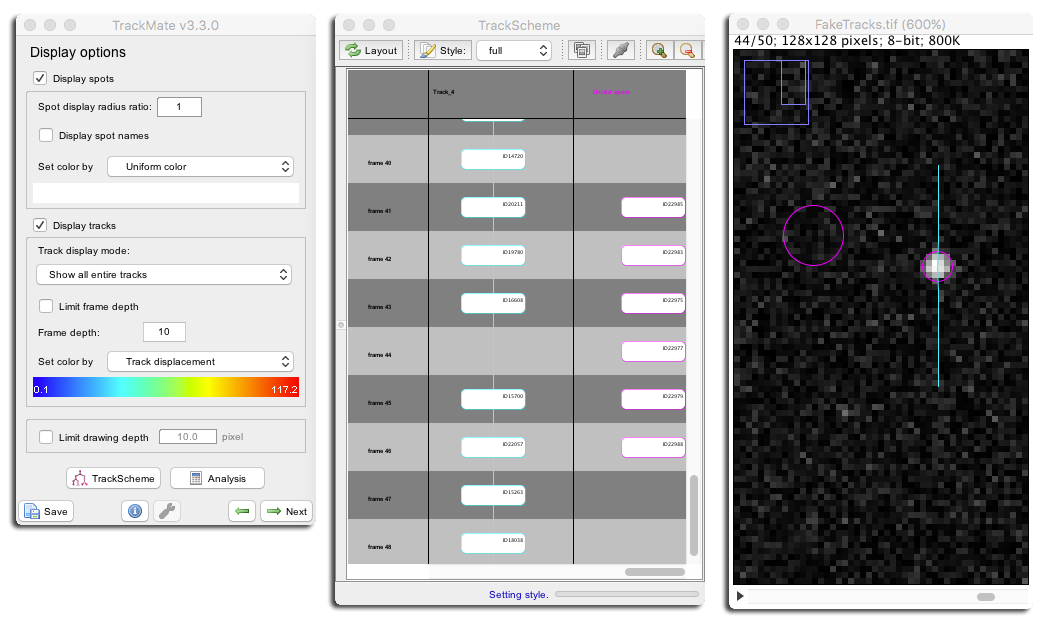 TrackMate v3.3.0
Display options
Display spots
Spot display radius ratio: 1
Display spot names
Set color by Uniform color
Display tracks
Track display mode:
Show all entire tracks
Limit frame depth
Frame depth: 10
Set color by Track displacement
0.1 117.2
Limit drawing depth 10.0 pixel
TrackScheme Analysis
Save Next
TrackScheme
Layout Style: full
Track_4
frame 40 ID14720
frame 41 ID20211 ID22985
frame 42 ID19780 ID22983
frame 43 ID16608 ID22975
frame 44 ID22977
frame 45 ID15700 ID22979
frame 46 ID22057 ID22988
frame 47 ID15263
frame 48 ID18038
Setting style.
FakeTracks.tif (600%)
44/50; 128x128 pixels; 8-bit; 800K